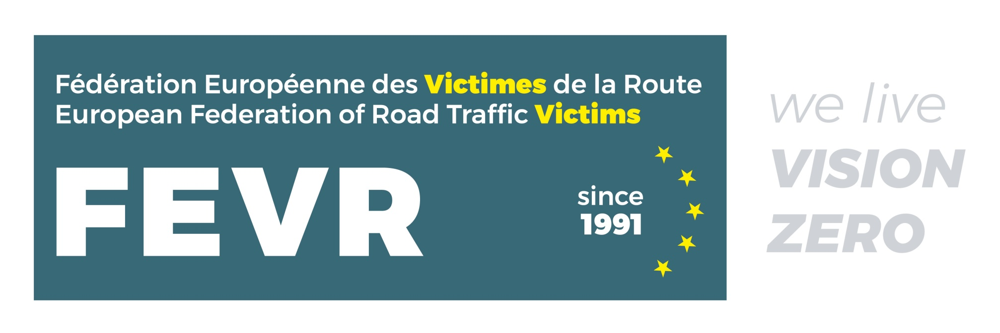 Fédération Européenne des Victimes de la Route
European Federation of Road Traffic Victims
FEVR
since
1991
we live
VISION
ZERO